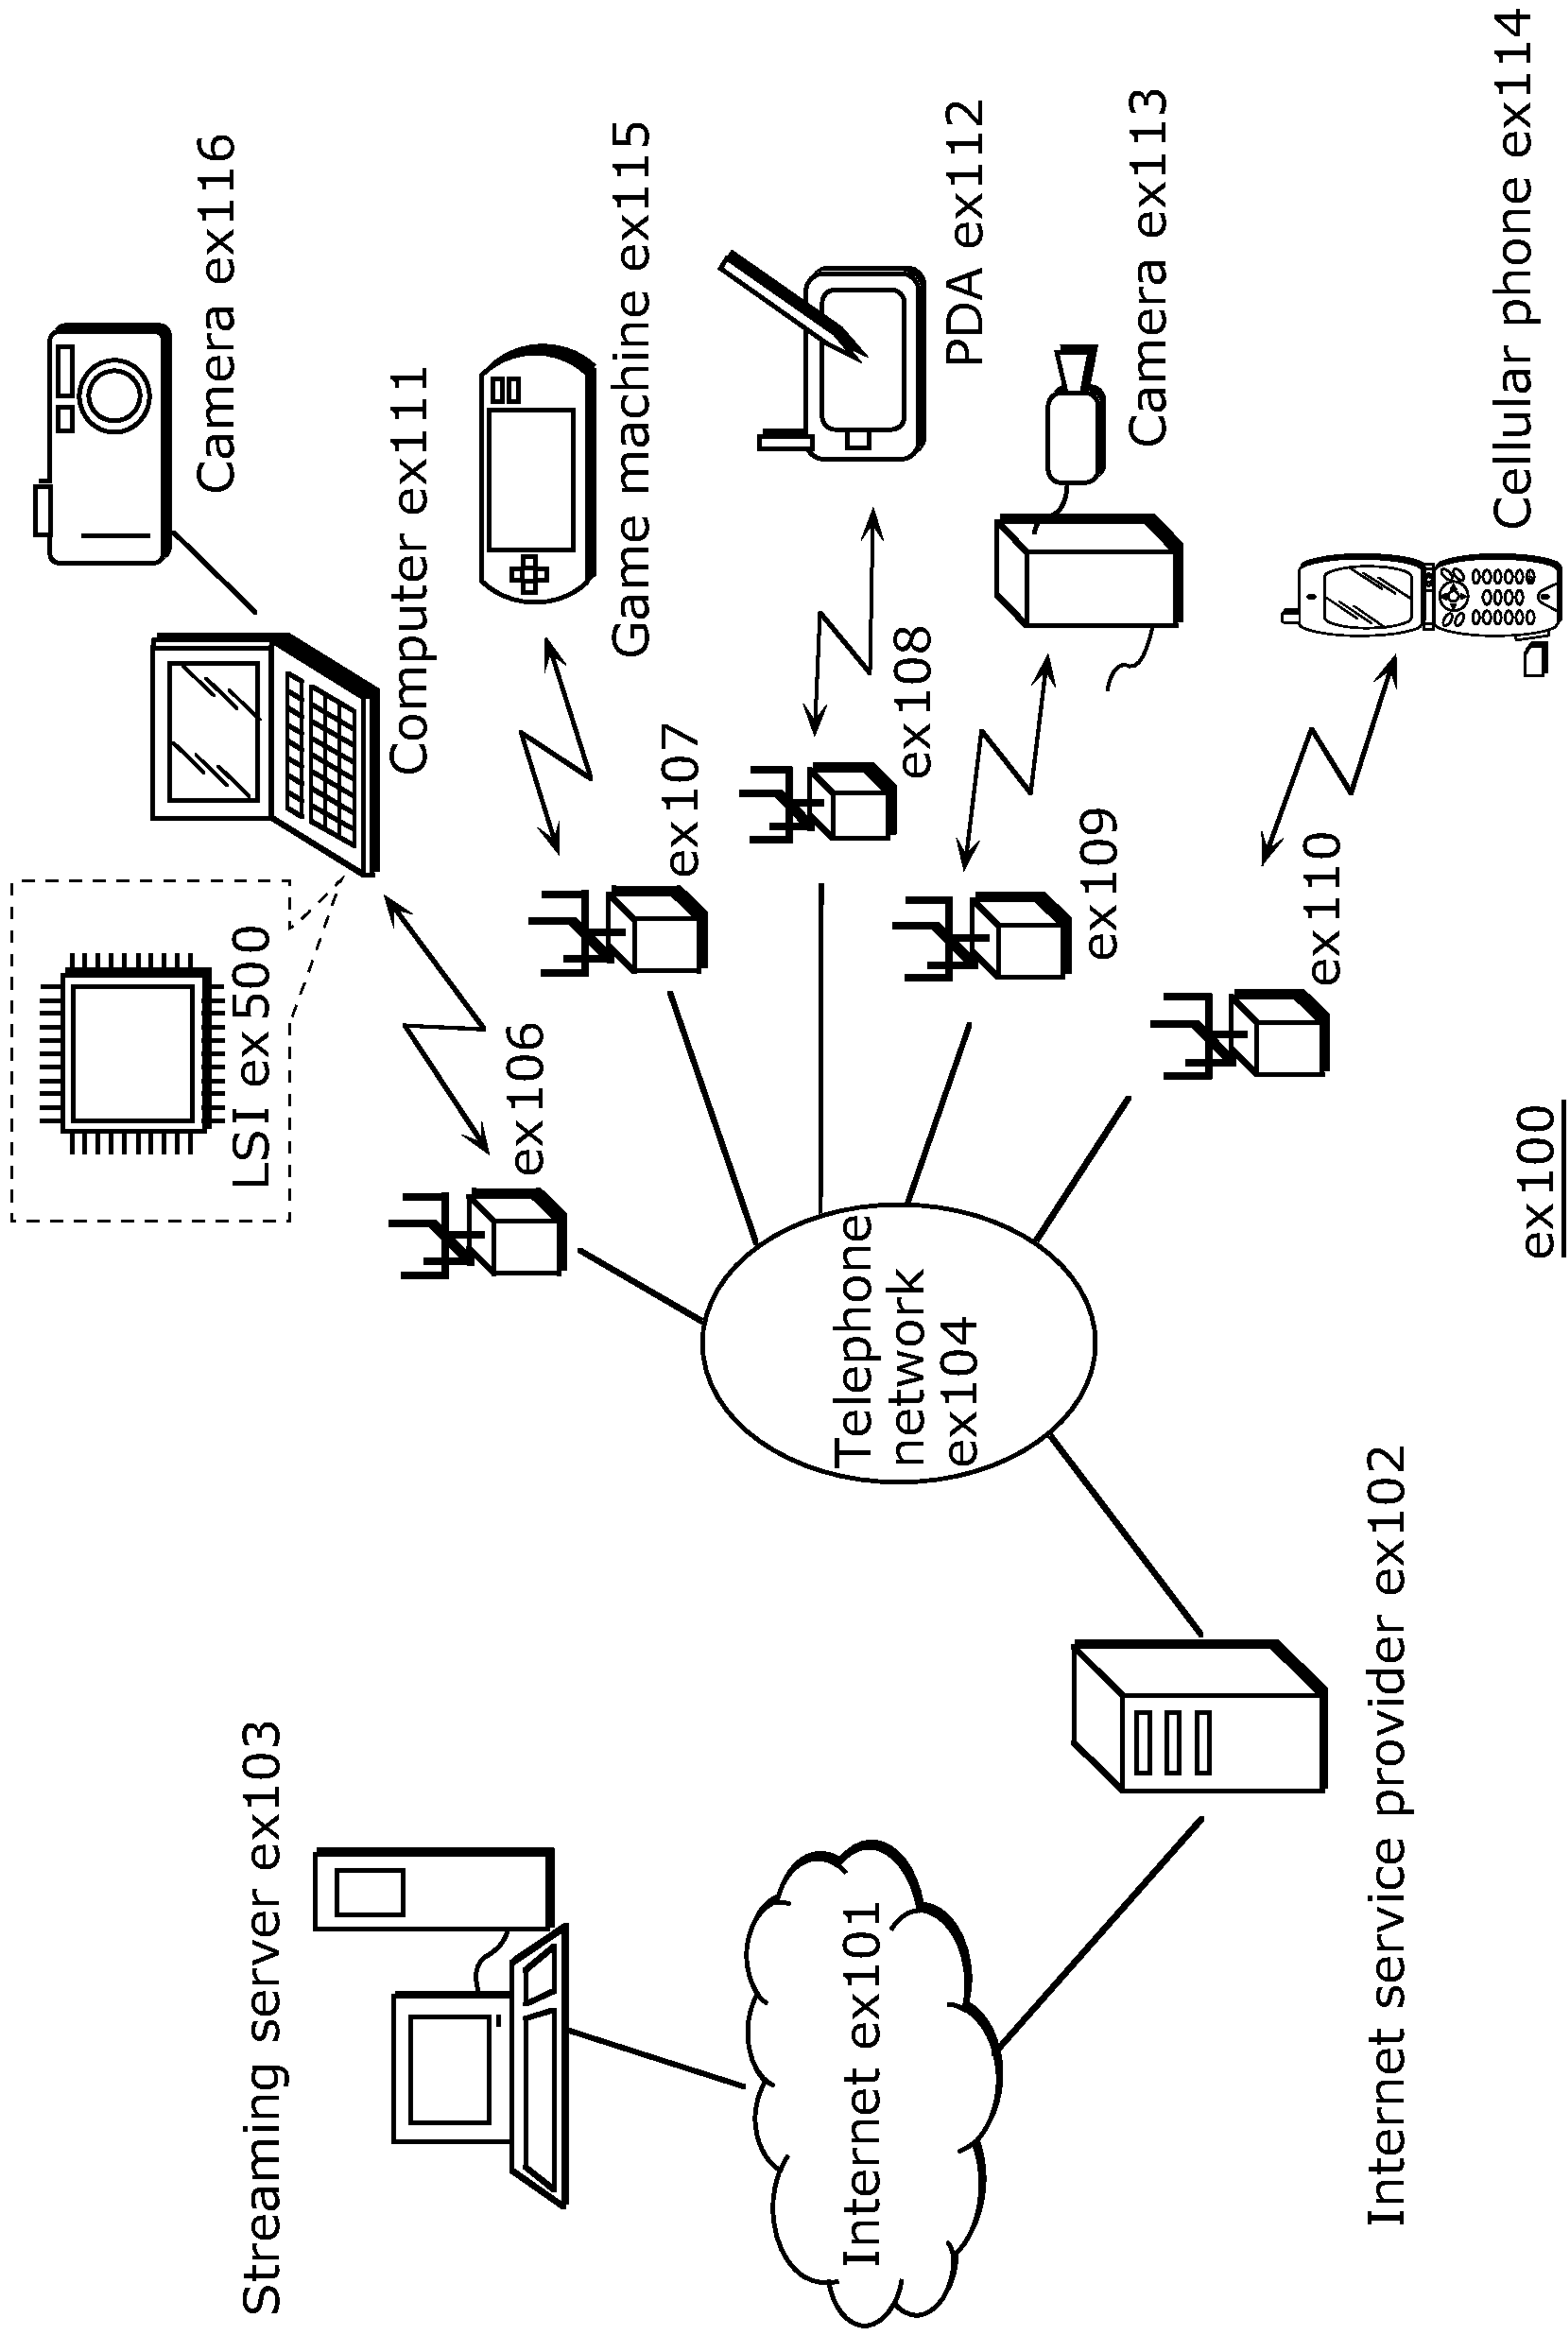 Streaming server ex103
Internet ex101
Internet service provider ex102
Telephone
network
ex104
LSI ex500
ex106
ex107
ex108
ex109
ex110
Camera ex116
Computer ex111
Game machine ex115
PDA ex112
Camera ex113
Cellular phone ex114
ex100